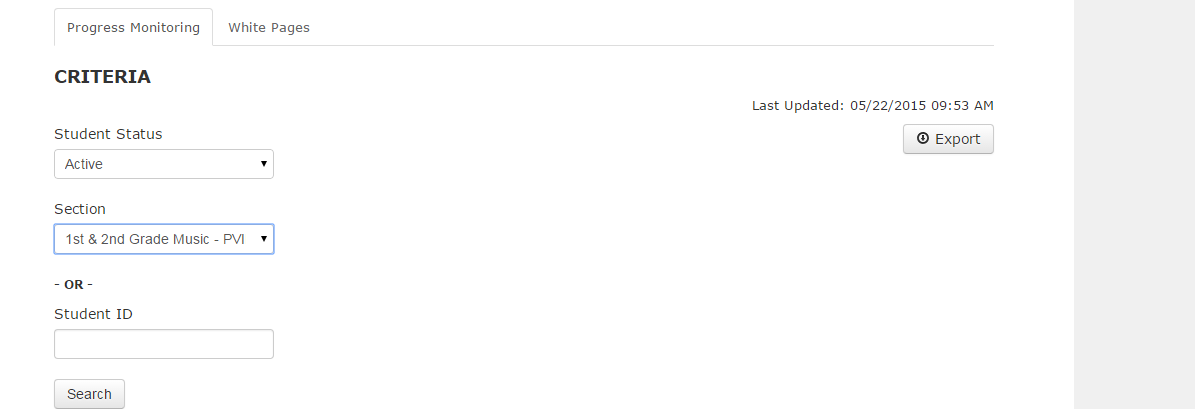 Progress Monitoring White Pages
CRITERIA
Last Updated: 05/22/2015 09:53 AM
Student Status
Export
Active
Section
1st & 2nd Grade Music - PVI
- OR -
Student ID
Search